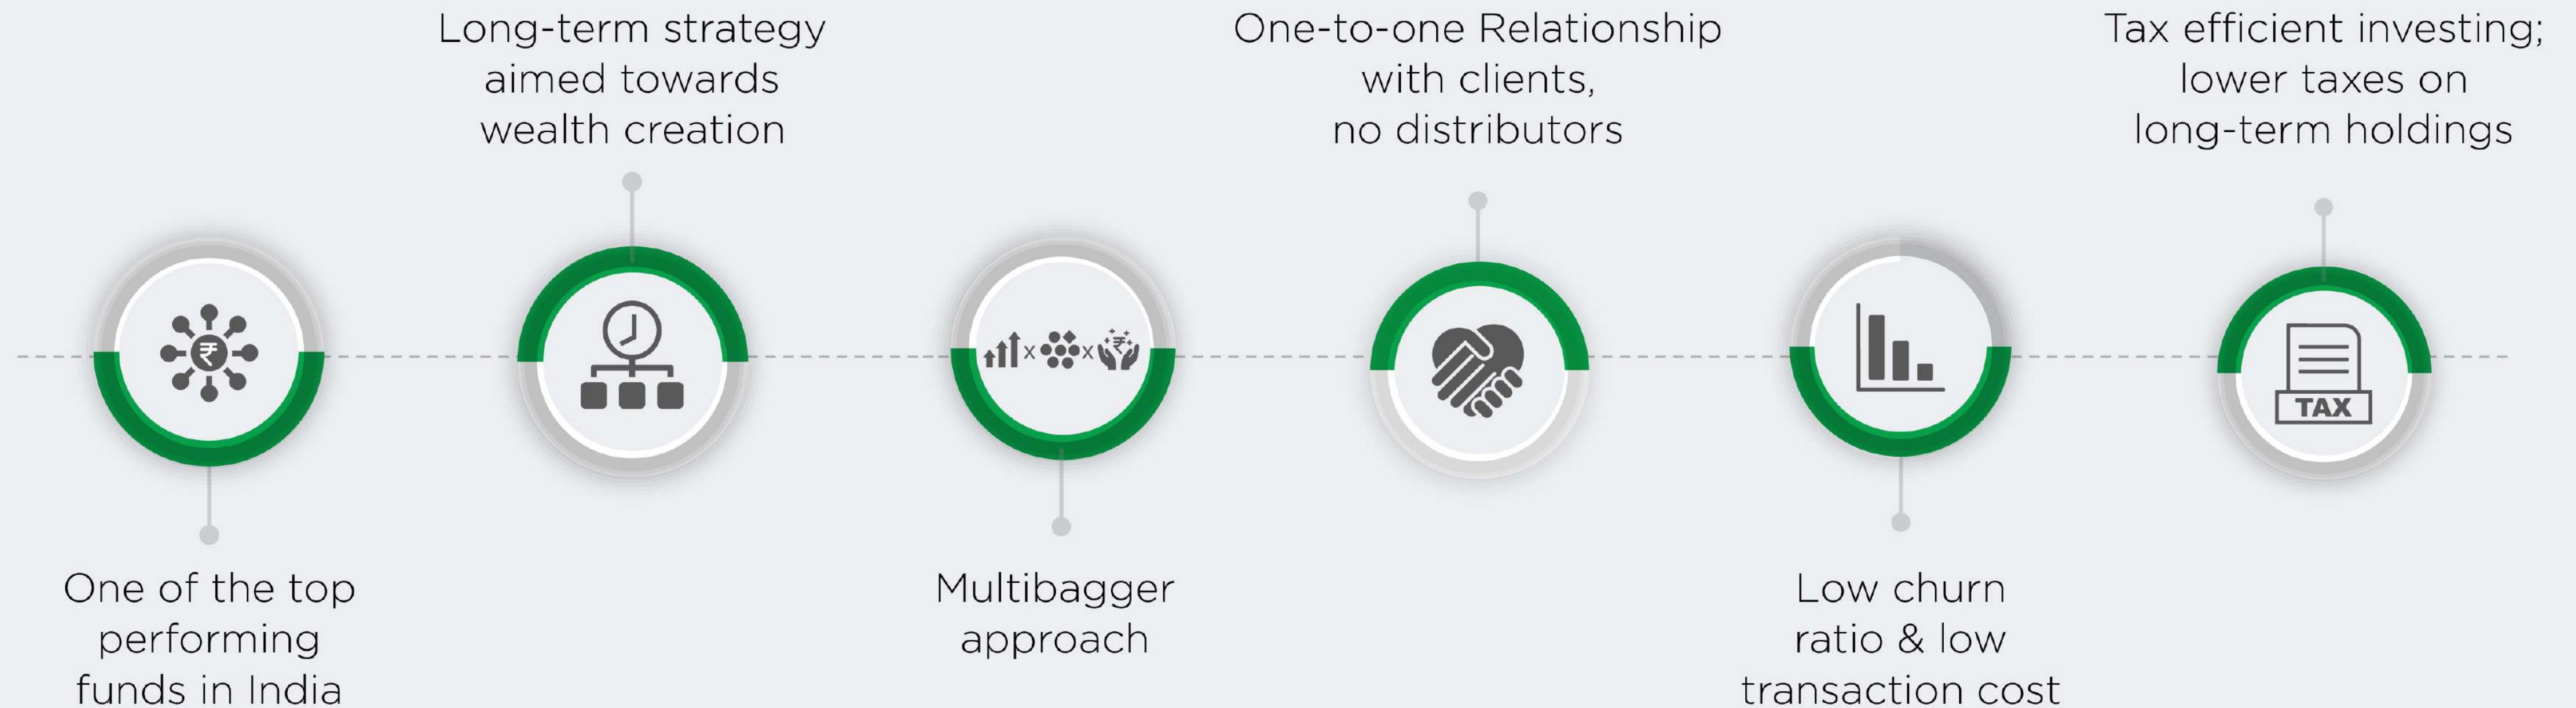 One of the top
performing
funds in India
Long-term strategy
aimed towards
wealth creation
₹
Multibagger
approach
x
x
₹
One-to-one Relationship
with clients,
no distributors
Low churn
ratio & low
transaction cost
Tax efficient investing;
lower taxes on
long-term holdings
TAX